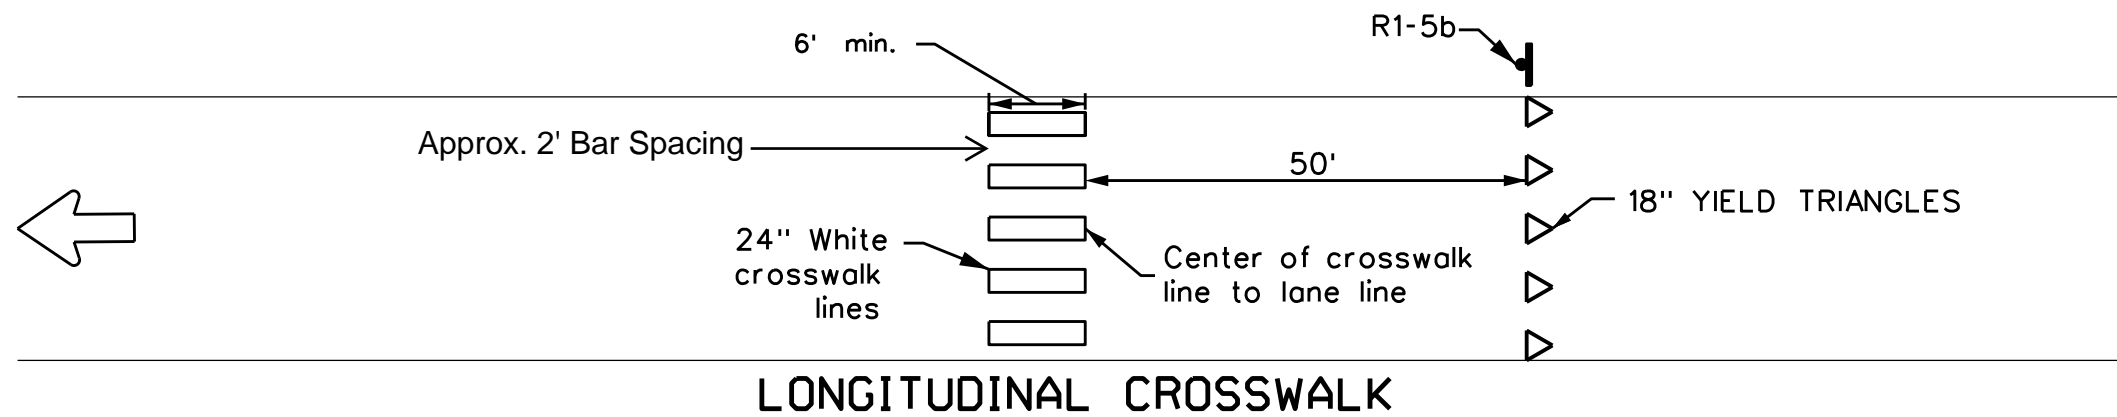 R1-5b
6' min.
Approx. 2' Bar Spacing
50'
18" YIELD TRIANGLES
24" White
crosswalk
lines
Center of crosswalk
line to lane line
LONGITUDINAL CROSSWALK